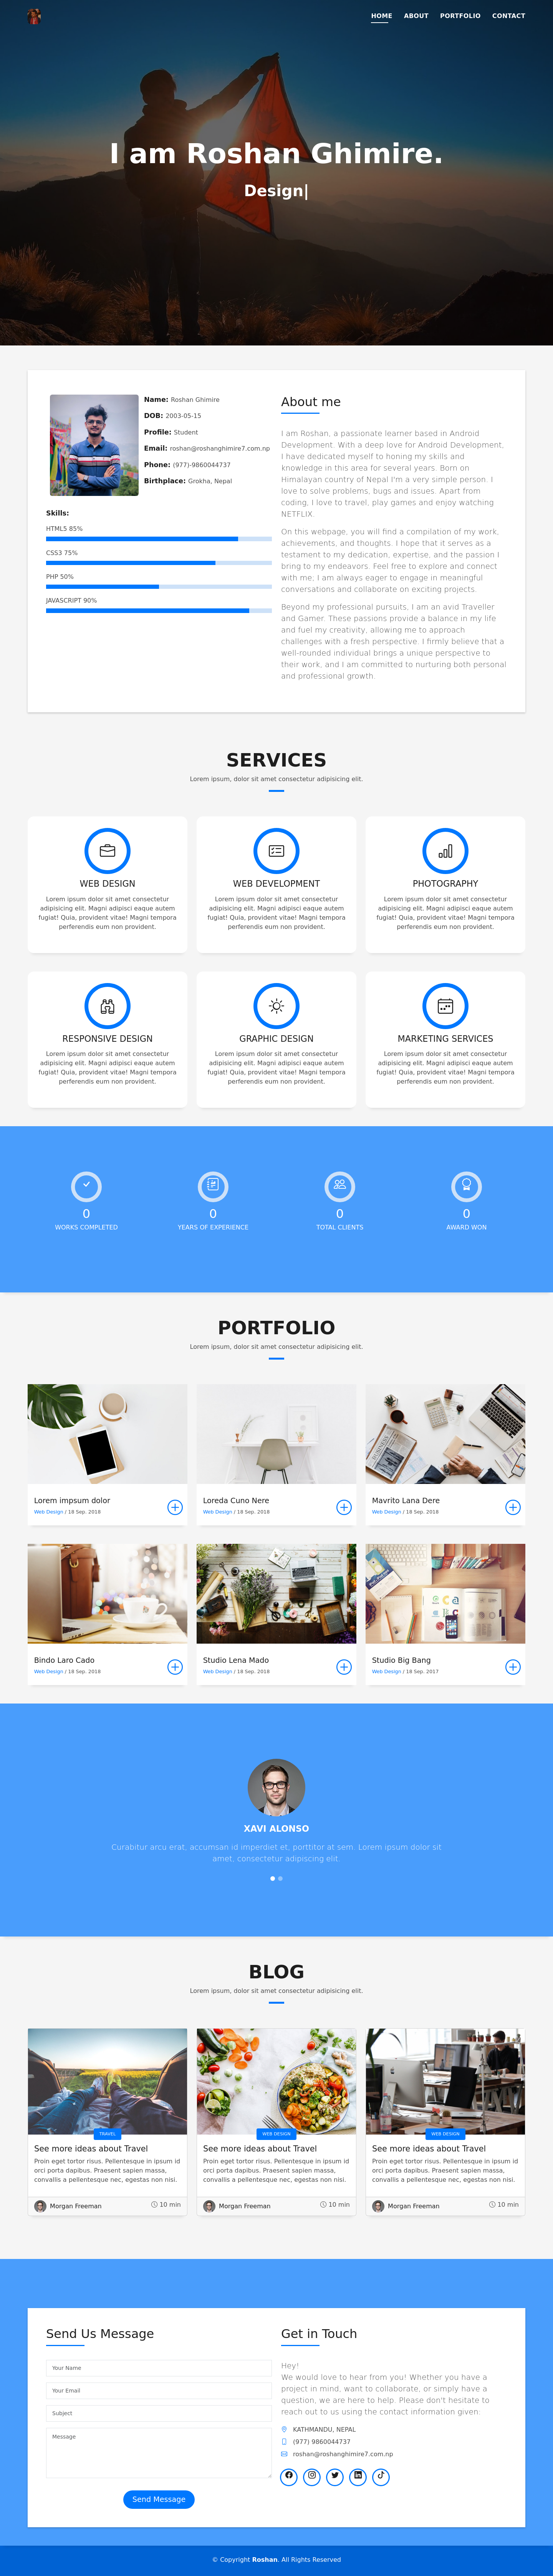 HOME ABOUT PORTFOLIO CONTACT
I am Roshan Ghimire.
Design|
Name: Roshan Ghimire
DOB: 2003-05-15
Profile: Student
Email: roshan@roshanghimire7.com.np
Phone: (977)-9860044737
Birthplace: Grokha, Nepal
Skills:
HTML5 85%
CSS3 75%
PHP 50%
JAVASCRIPT 90%
About me
I am Roshan, a passionate learner based in Android
Development. With a deep love for Android Development,
I have dedicated myself to honing my skills and
knowledge in this area for several years. Born on
Himalayan country of Nepal I'm a very simple person. I
love to solve problems, bugs and issues. Apart from
coding, I love to travel, play games and enjoy watching
NETFLIX.
On this webpage, you will find a compilation of my work,
achievements, and thoughts. I hope that it serves as a
testament to my dedication, expertise, and the passion I
bring to my endeavors. Feel free to explore and connect
with me; I am always eager to engage in meaningful
conversations and collaborate on exciting projects.
Beyond my professional pursuits, I am an avid Traveller
and Gamer. These passions provide a balance in my life
and fuel my creativity, allowing me to approach
challenges with a fresh perspective. I firmly believe that a
well-rounded individual brings a unique perspective to
their work, and I am committed to nurturing both personal
and professional growth.
SERVICES
Lorem ipsum, dolor sit amet consectetur adipisicing elit.
WEB DESIGN
Lorem ipsum dolor sit amet consectetur
adipisicing elit. Magni adipisci eaque autem
fugiat! Quia, provident vitae! Magni tempora
perferendis eum non provident.
WEB DEVELOPMENT
Lorem ipsum dolor sit amet consectetur
adipisicing elit. Magni adipisci eaque autem
fugiat! Quia, provident vitae! Magni tempora
perferendis eum non provident.
PHOTOGRAPHY
Lorem ipsum dolor sit amet consectetur
adipisicing elit. Magni adipisci eaque autem
fugiat! Quia, provident vitae! Magni tempora
perferendis eum non provident.
RESPONSIVE DESIGN
Lorem ipsum dolor sit amet consectetur
adipisicing elit. Magni adipisci eaque autem
fugiat! Quia, provident vitae! Magni tempora
perferendis eum non provident.
GRAPHIC DESIGN
Lorem ipsum dolor sit amet consectetur
adipisicing elit. Magni adipisci eaque autem
fugiat! Quia, provident vitae! Magni tempora
perferendis eum non provident.
MARKETING SERVICES
Lorem ipsum dolor sit amet consectetur
adipisicing elit. Magni adipisci eaque autem
fugiat! Quia, provident vitae! Magni tempora
perferendis eum non provident.
0
WORKS COMPLETED
0
YEARS OF EXPERIENCE
0
TOTAL CLIENTS
0
AWARD WON
PORTFOLIO
Lorem ipsum, dolor sit amet consectetur adipisicing elit.
Lorem impsum dolor
Web Design / 18 Sep. 2018
Loreda Cuno Nere
Web Design / 18 Sep. 2018
Mavrito Lana Dere
Web Design / 18 Sep. 2018
Bindo Laro Cado
Web Design / 18 Sep. 2018
Studio Lena Mado
Web Design / 18 Sep. 2018
Studio Big Bang
Web Design / 18 Sep. 2017
XAVI ALONSO
Curabitur arcu erat, accumsan id imperdiet et, porttitor at sem. Lorem ipsum dolor sit
amet, consectetur adipiscing elit.
BLOG
Lorem ipsum, dolor sit amet consectetur adipisicing elit.
TRAVEL
See more ideas about Travel
Proin eget tortor risus. Pellentesque in ipsum id
orci porta dapibus. Praesent sapien massa,
convallis a pellentesque nec, egestas non nisi.
Morgan Freeman 10 min
WEB DESIGN
See more ideas about Travel
Proin eget tortor risus. Pellentesque in ipsum id
orci porta dapibus. Praesent sapien massa,
convallis a pellentesque nec, egestas non nisi.
Morgan Freeman 10 min
WEB DESIGN
See more ideas about Travel
Proin eget tortor risus. Pellentesque in ipsum id
orci porta dapibus. Praesent sapien massa,
convallis a pellentesque nec, egestas non nisi.
Morgan Freeman 10 min
Send Us Message
Your Name
Your Email
Subject
Message
Send Message
Get in Touch
Hey!
We would love to hear from you! Whether you have a
project in mind, want to collaborate, or simply have a
question, we are here to help. Please don't hesitate to
reach out to us using the contact information given:
KATHMANDU, NEPAL
(977) 9860044737
roshan@roshanghimire7.com.np
© Copyright Roshan. All Rights Reserved